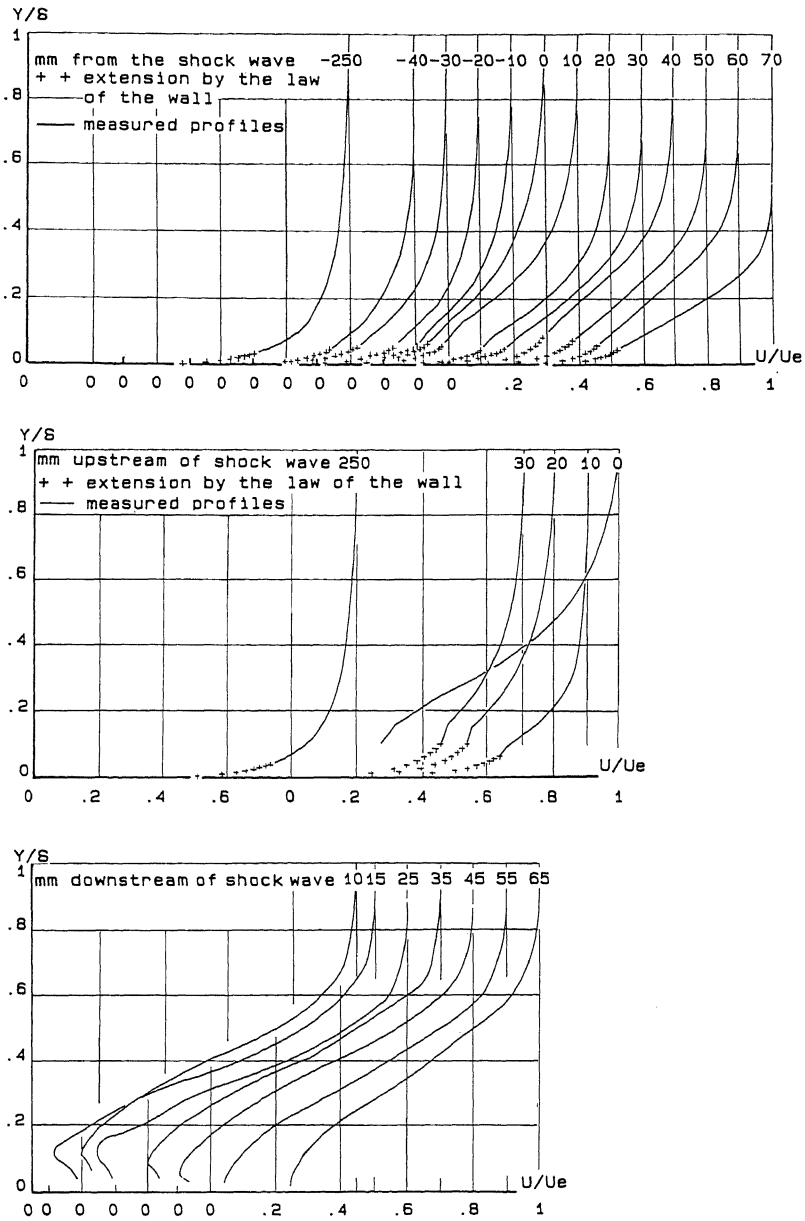 Y/δ
1
mm from the shock wave -250 -40 -30 -20 -10 0 10 20 30 40 50 60 70
+ + extension by the law
.8 of the wall
measured profiles
.6
.4
.2
0 U/Ue
0 0 0 0 0 0 0 0 0 0 .2 .4 .6 .8 1
Y/δ
1
mm upstream of shock wave 250 30 20 10 0
+ + extension by the law of the wall
.8 measured profiles
.6
.4
.2
0 U/Ue
0 .2 .4 .6 0 .2 .4 .6 .8 1
Y/δ
1
mm downstream of shock wave 10 15 25 35 45 55 65
.8
.6
.4
.2
0 U/Ue
0 0 0 0 0 0 .2 .4 .6 .8 1